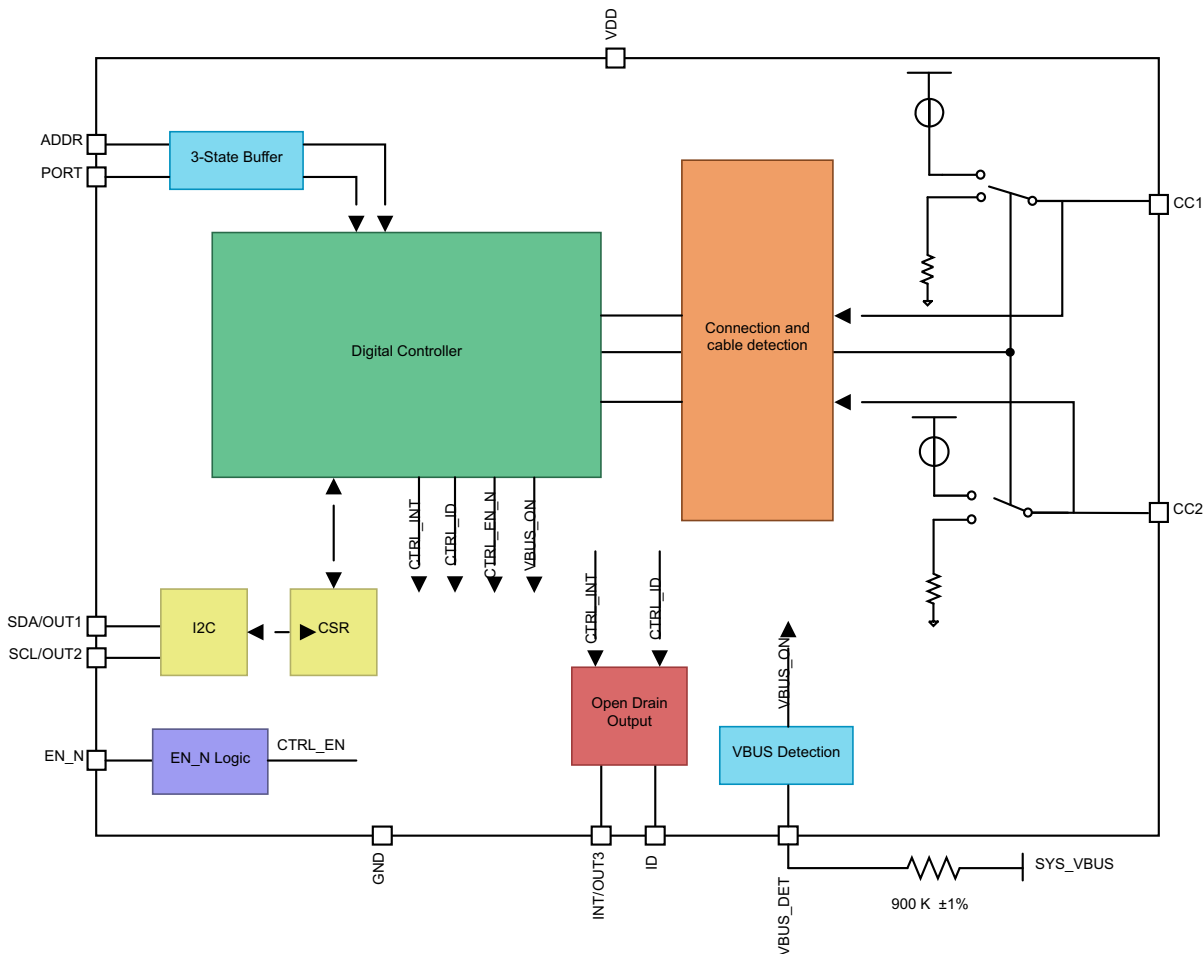 VDD
ADDR
PORT
3-State Buffer
CC1
Digital Controller
Connection and
cable detection
CTRL_INT
CTRL_ID
CTRL_EN_N
VBUS_ON
CC2
CTRL_INT
CTRL_ID
SDA/OUT1
SCL/OUT2
I2C
CSR
VBUS_ON
Open Drain
Output
EN_N
EN_N Logic
CTRL_EN
VBUS Detection
GND
INT/OUT3
ID
VBUS_DET
SYS_VBUS
900 K ±1%